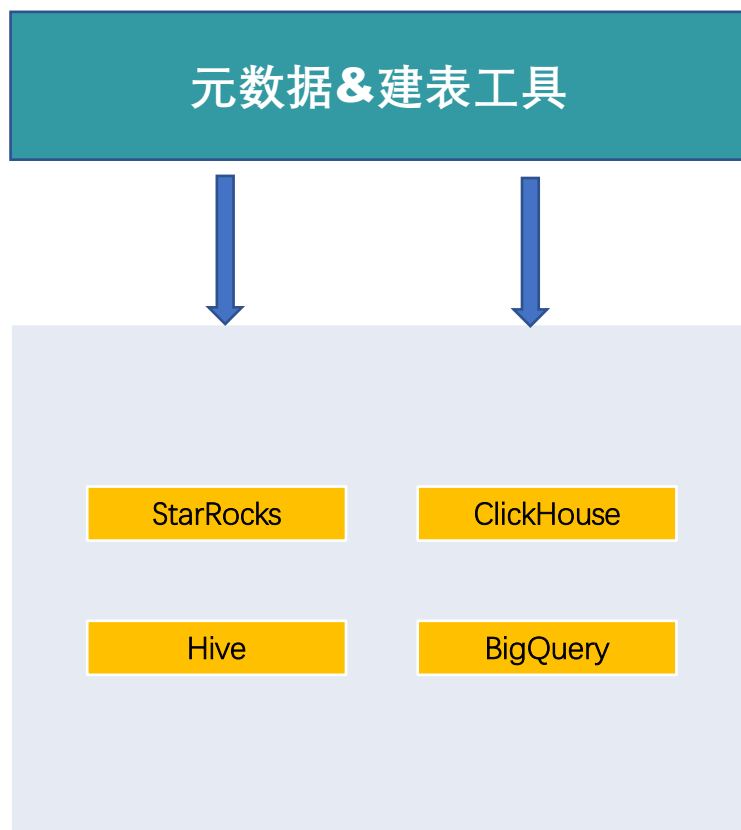 元数据&建表工具
StarRocks
ClickHouse
Hive
BigQuery